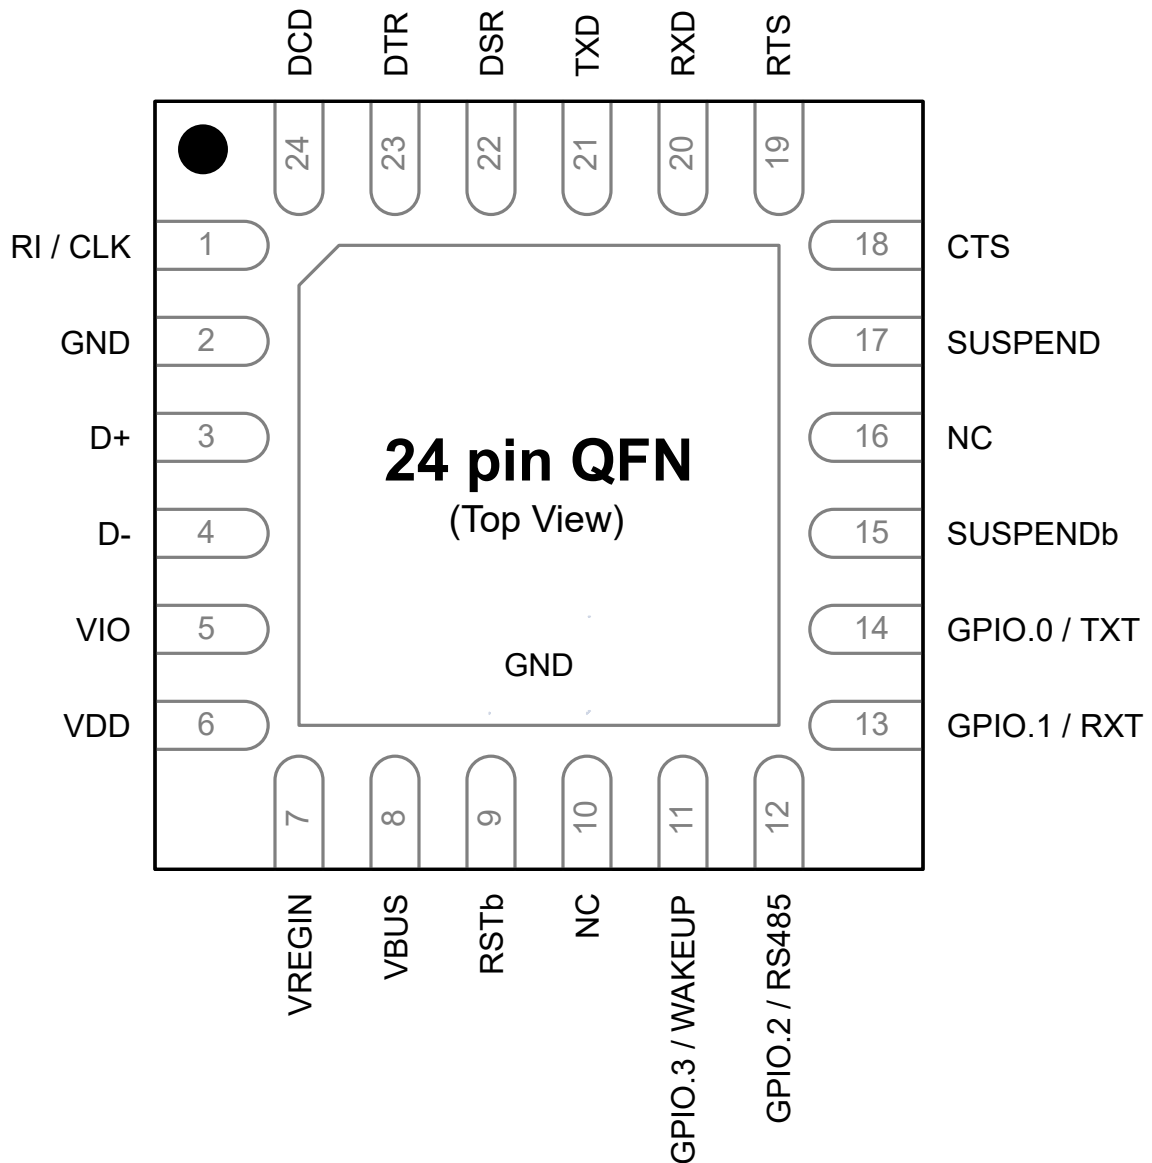 DCD
DTR
DSR
TXD
RXD
RTS
24
23
22
21
20
19
RI / CLK 1
18 CTS
GND 2
17 SUSPEND
D+ 3
16 NC
D- 4
15 SUSPENDb
VIO 5
14 GPIO.0 / TXT
VDD 6
13 GPIO.1 / RXT
24 pin QFN
(Top View)
GND
7
8
9
10
11
12
VREGIN
VBUS
RSTb
NC
GPIO.3 / WAKEUP
GPIO.2 / RS485